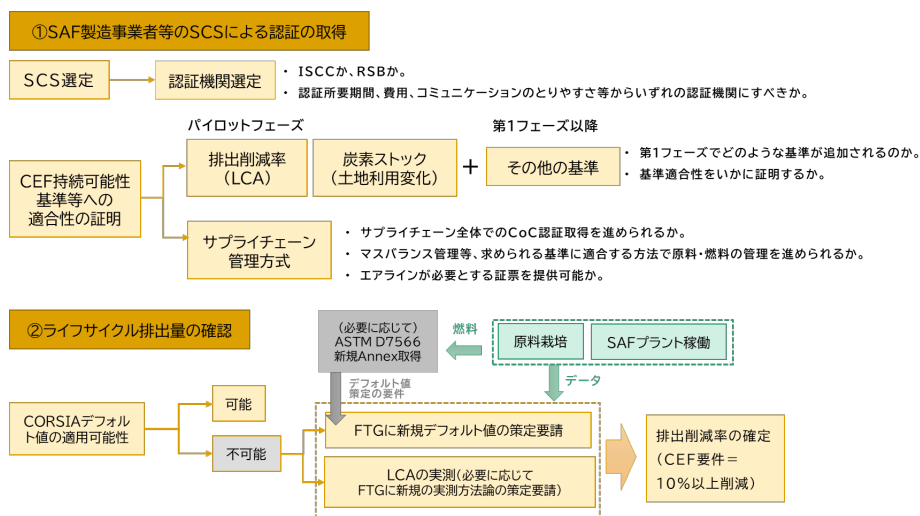 ①SAF製造事業者等のSCSによる認証の取得
SCS選定
認証機関選定
・ ISCCか、RSBか。
・ 認証所要期間、費用、コミュニケーションのとりやすさ等からいずれの認証機関にすべきか。
パイロットフェーズ
第1フェーズ以降
CEF持続可能性
基準等への
適合性の証明
排出削減率
(LCA)
炭素ストック
(土地利用変化)
+
その他の基準
・ 第1フェーズでどのような基準が追加されるのか。
・ 基準適合性をいかに証明するか。
サプライチェーン
管理方式
・ サプライチェーン全体でのCoC認証取得を進められるか。
・ マスバランス管理等、求められる基準に適合する方法で原料・燃料の管理を進められるか。
・ エアラインが必要とする証票を提供可能か。
②ライフサイクル排出量の確認
(必要に応じて)
ASTM D7566
新規Annex取得
燃料
原料栽培
SAFプラント稼働
デフォルト値
策定の要件
データ
CORSIAデフォル
ト値の適用可能性
可能
不可能
FTGに新規デフォルト値の策定要請
LCAの実測(必要に応じて
FTGに新規の実測方法論の策定要請)
排出削減率の確定
(CEF要件=
10%以上削減)